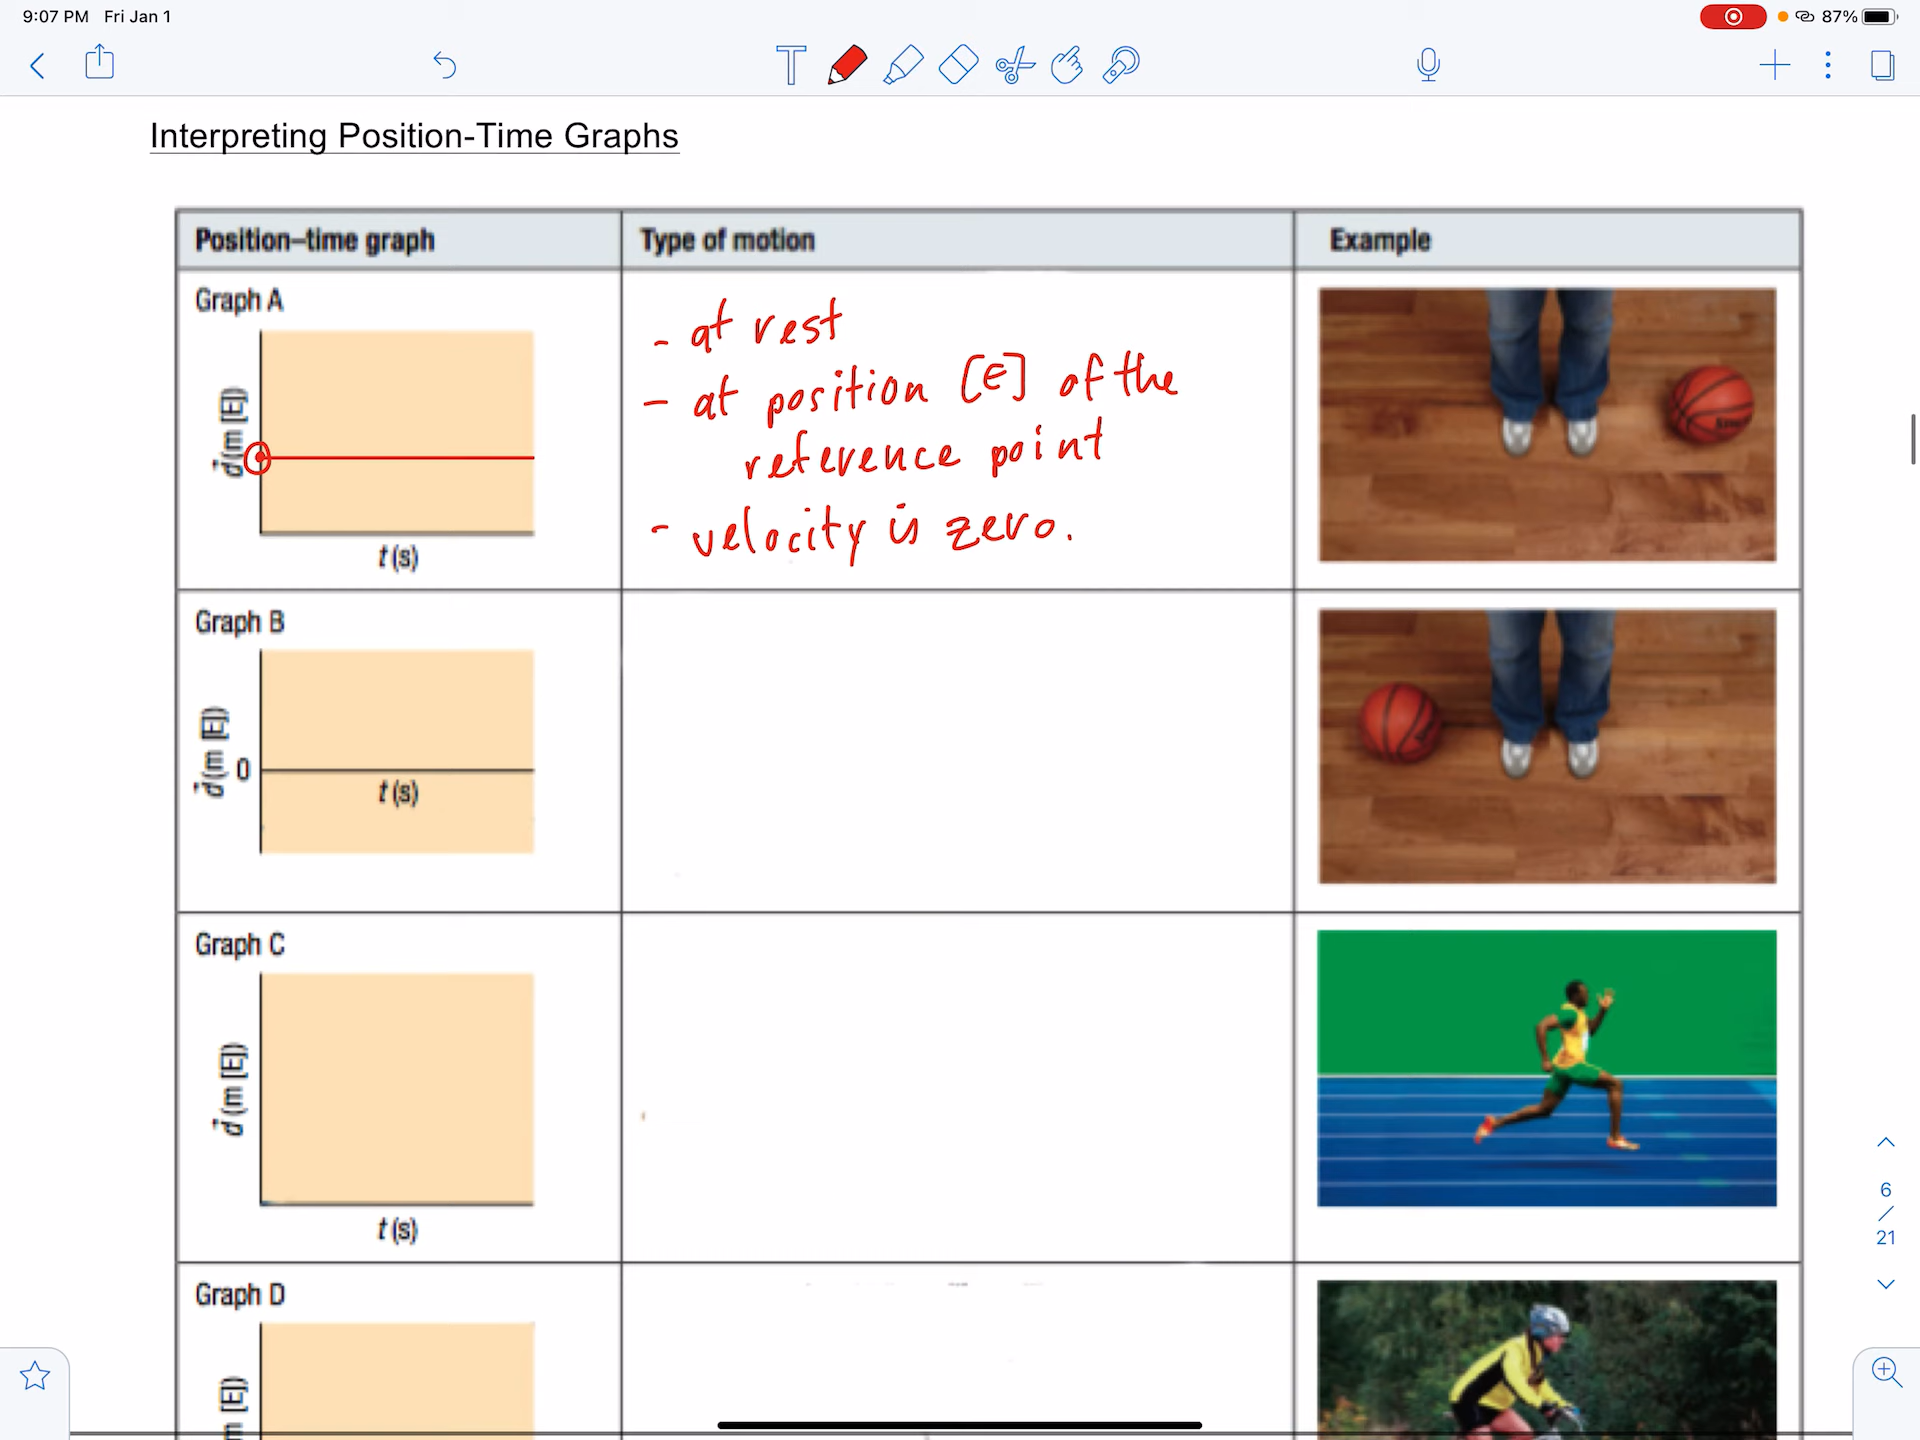 9:07 PM Fri Jan 1
87%
Interpreting Position-Time Graphs
Position–time graph
Type of motion
Example
Graph A
d⃗ (m [E])
t (s)
- at rest
- at position [E] of the
reference point
- velocity is zero.
Graph B
d⃗ (m [E])
0
t (s)
Graph C
d⃗ (m [E])
t (s)
Graph D
m [E])
6
/
21